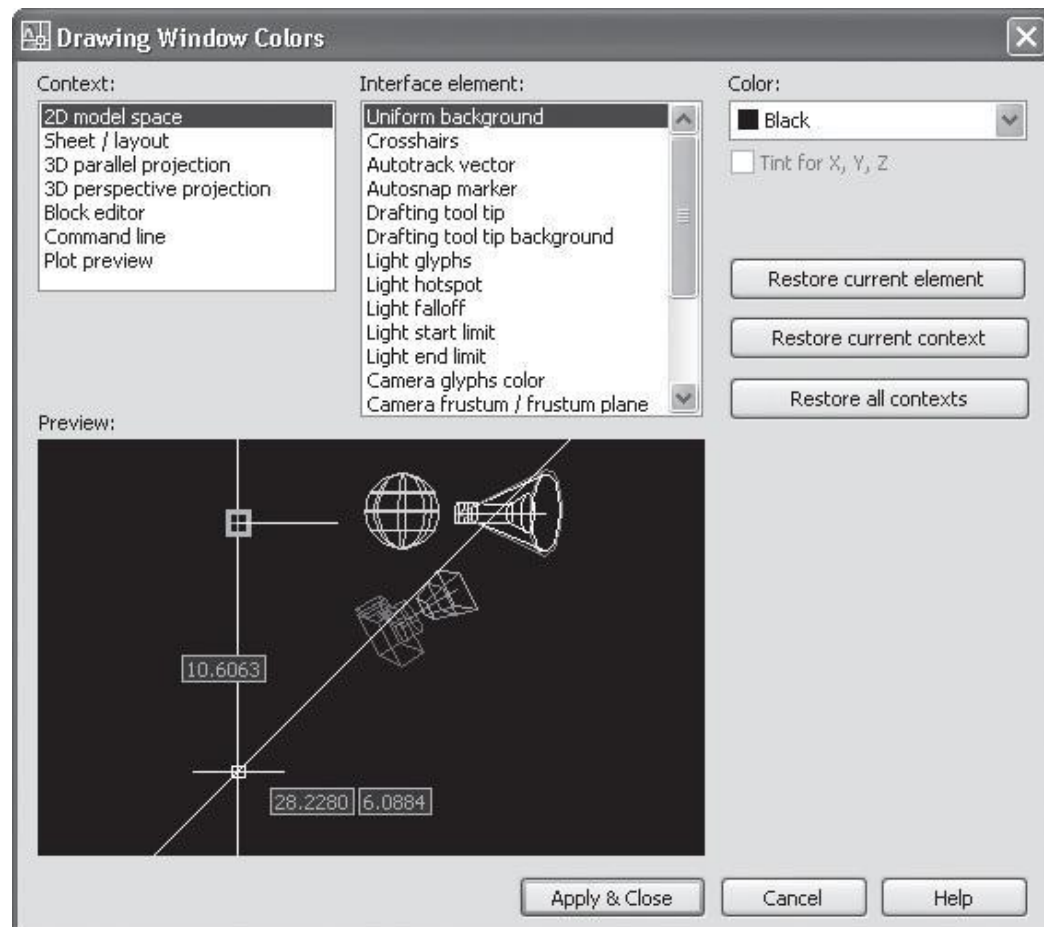 Drawing Window Colors
Context:
2D model space
Sheet / layout
3D parallel projection
3D perspective projection
Block editor
Command line
Plot preview
Interface element:
Uniform background
Crosshairs
Autotrack vector
Autosnap marker
Drafting tool tip
Drafting tool tip background
Light glyphs
Light hotspot
Light falloff
Light start limit
Light end limit
Camera glyphs color
Camera frustum / frustum plane
Color:
Black
Tint for X, Y, Z
Restore current element
Restore current context
Restore all contexts
Preview:
10.6063
28.2280 6.0884
Apply & Close Cancel Help